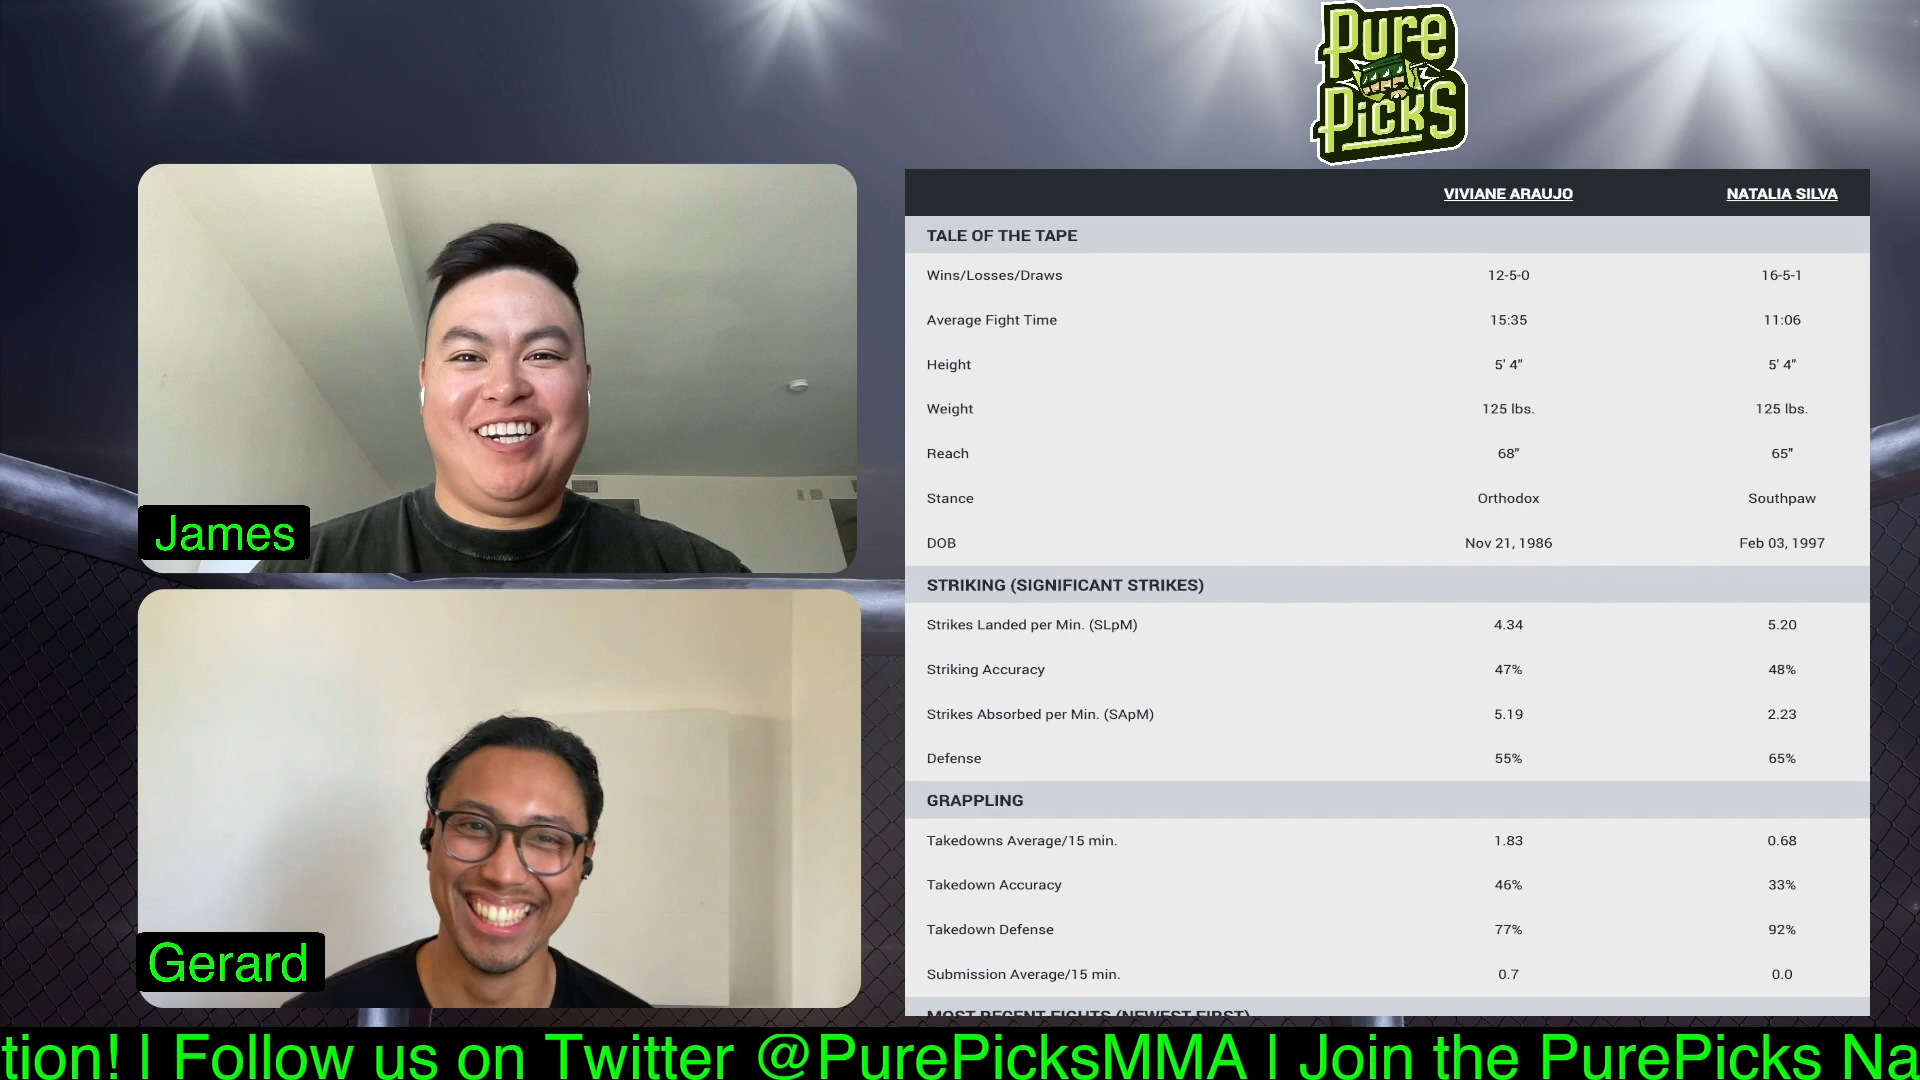 Pure
Picks
James
Gerard
VIVIANE ARAUJO NATALIA SILVA
TALE OF THE TAPE
Wins/Losses/Draws 12-5-0 16-5-1
Average Fight Time 15:35 11:06
Height 5' 4" 5' 4"
Weight 125 lbs. 125 lbs.
Reach 68" 65"
Stance Orthodox Southpaw
DOB Nov 21, 1986 Feb 03, 1997
STRIKING (SIGNIFICANT STRIKES)
Strikes Landed per Min. (SLpM) 4.34 5.20
Striking Accuracy 47% 48%
Strikes Absorbed per Min. (SApM) 5.19 2.23
Defense 55% 65%
GRAPPLING
Takedowns Average/15 min. 1.83 0.68
Takedown Accuracy 46% 33%
Takedown Defense 77% 92%
Submission Average/15 min. 0.7 0.0
MOST RECENT FIGHTS (NEWEST FIRST)
tion! | Follow us on Twitter @PurePicksMMA | Join the PurePicks Na